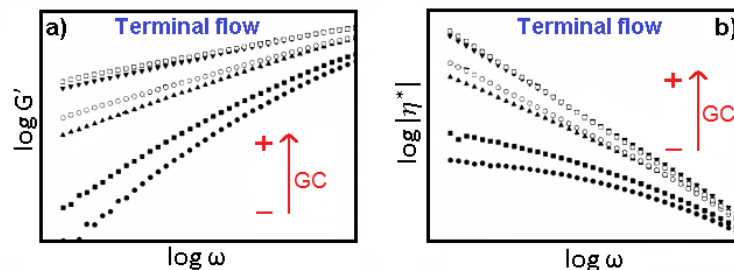 a) Terminal flow
log G′
+
GC
−
log ω
Terminal flow b)
log |η*|
+
GC
−
log ω